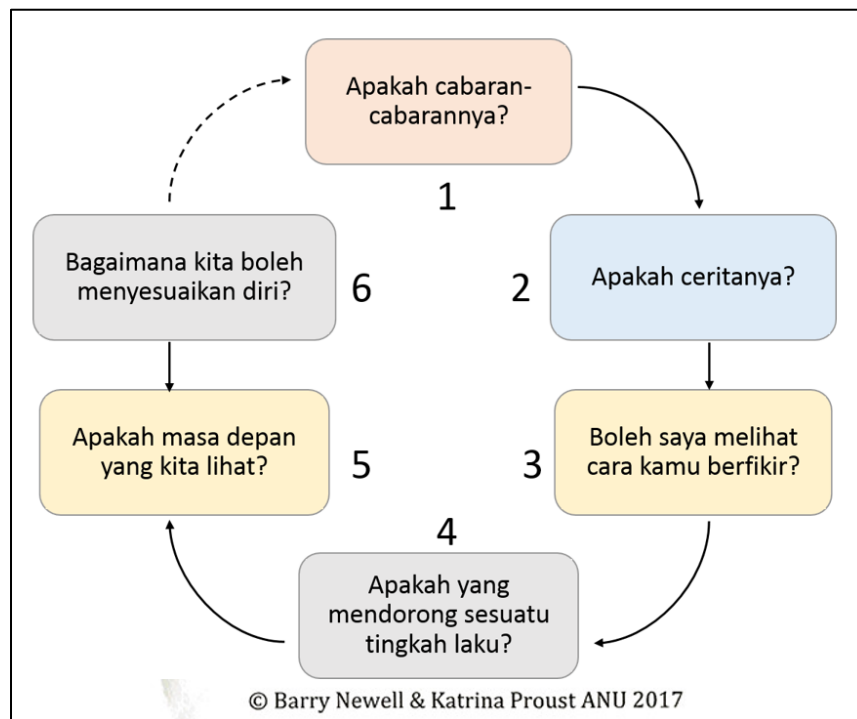 Apakah cabaran-
cabarannya?
1
Apakah ceritanya?
2
Boleh saya melihat
cara kamu berfikir?
3
4
Apakah yang
mendorong sesuatu
tingkah laku?
Apakah masa depan
yang kita lihat?
5
Bagaimana kita boleh
menyesuaikan diri?
6
© Barry Newell & Katrina Proust ANU 2017